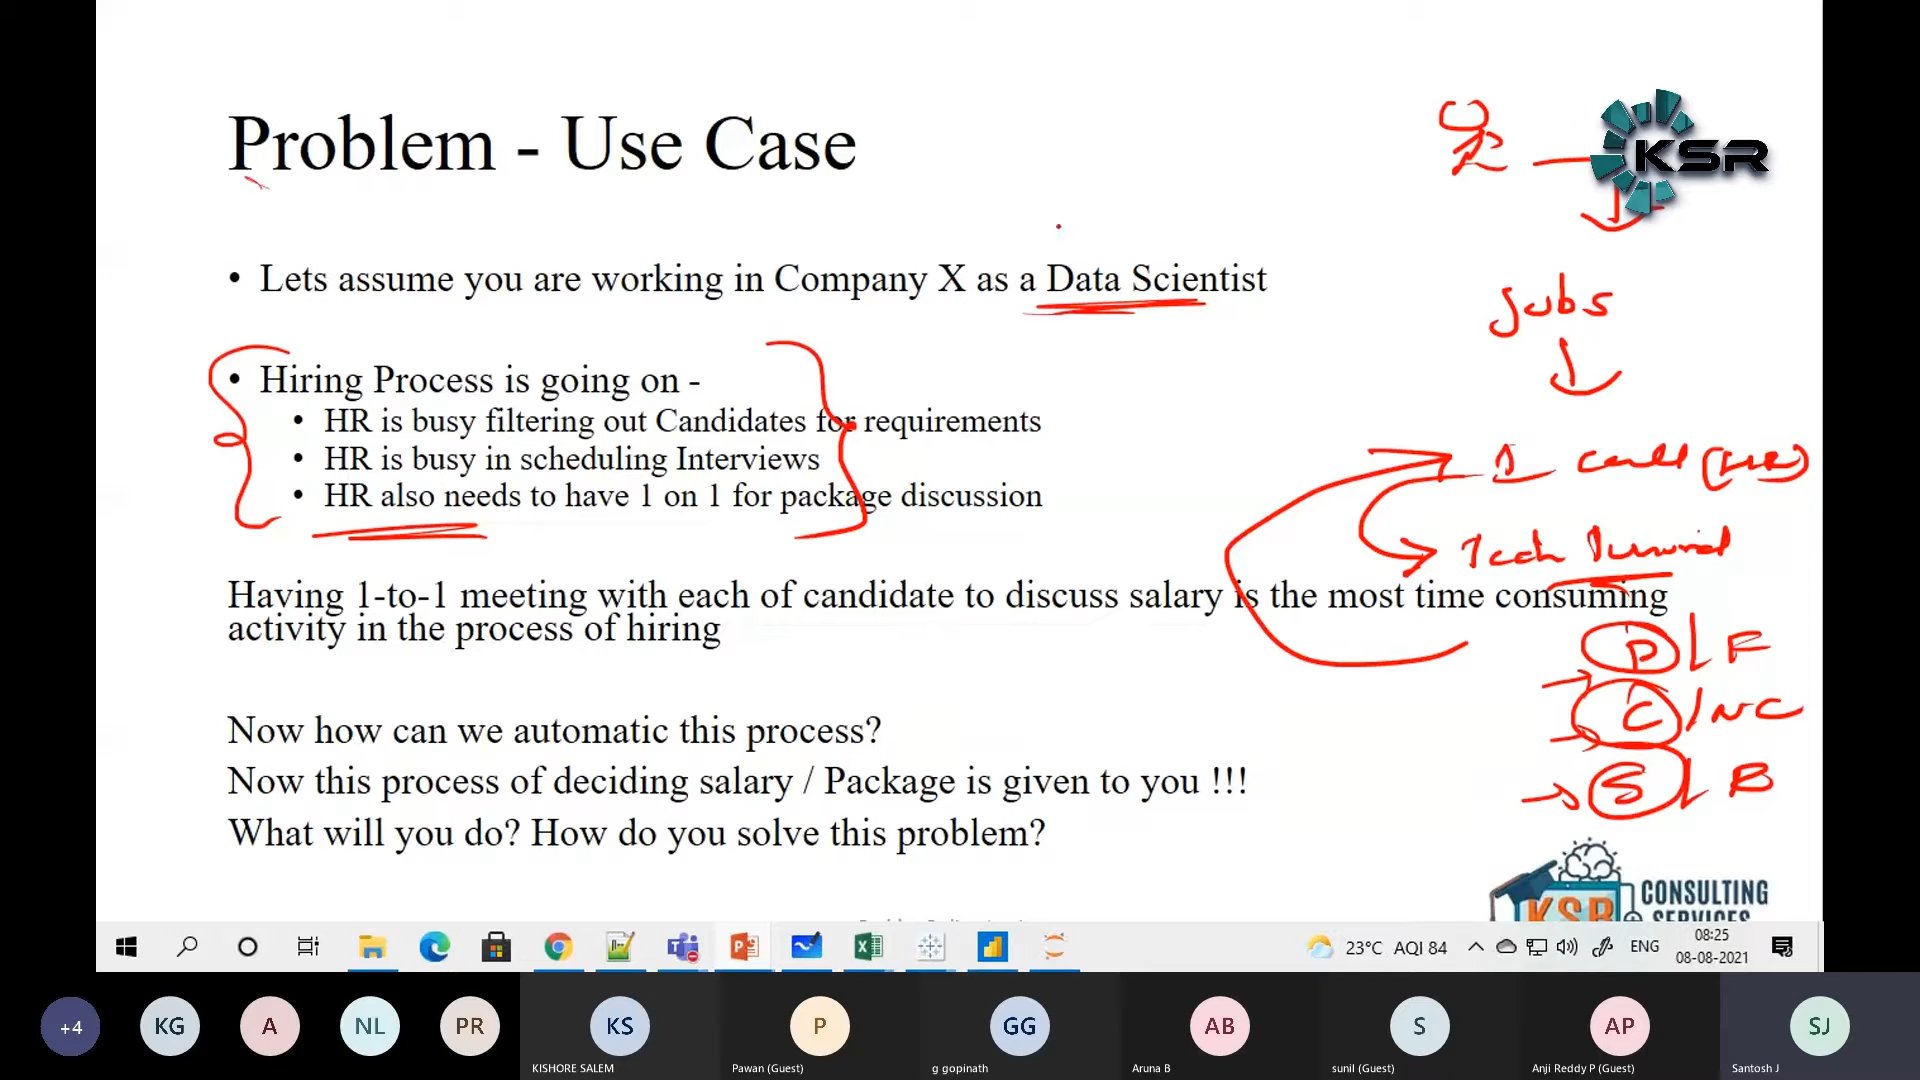 Problem - Use Case
KSR
• Lets assume you are working in Company X as a Data Scientist
jobs
• Hiring Process is going on -
• HR is busy filtering out Candidates for requirements
• HR is busy in scheduling Interviews
• HR also needs to have 1 on 1 for package discussion
1 call (HR)
Tech
Having 1-to-1 meeting with each of candidate to discuss salary is the most time consuming
activity in the process of hiring
P / F
C / NC
S / B
Now how can we automatic this process?
Now this process of deciding salary / Package is given to you !!!
What will you do? How do you solve this problem?
KSR CONSULTING
SERVICES
23°C AQI 84
ENG
08:25
08-08-2021
+4
KG
A
NL
PR
KS
P
GG
AB
S
AP
SJ
KISHORE SALEM
Pawan (Guest)
g gopinath
Aruna B
sunil (Guest)
Anji Reddy P (Guest)
Santosh J